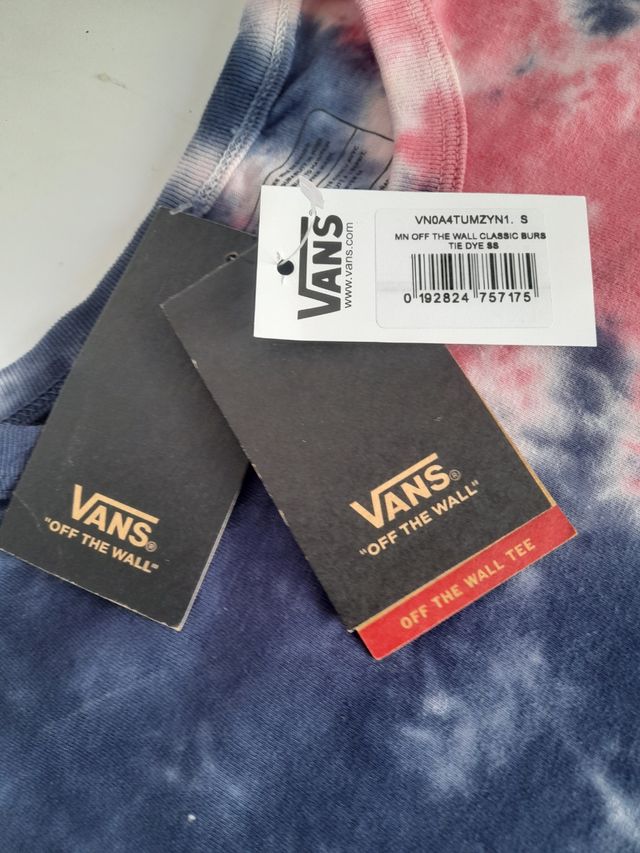 VANS
www.vans.com
VN0A4TUMZYN1. S
MN OFF THE WALL CLASSIC BURS
TIE DYE SS
0 192824 757175
VANS®
"OFF THE WALL"
VANS®
"OFF THE WALL"
OFF THE WALL TEE